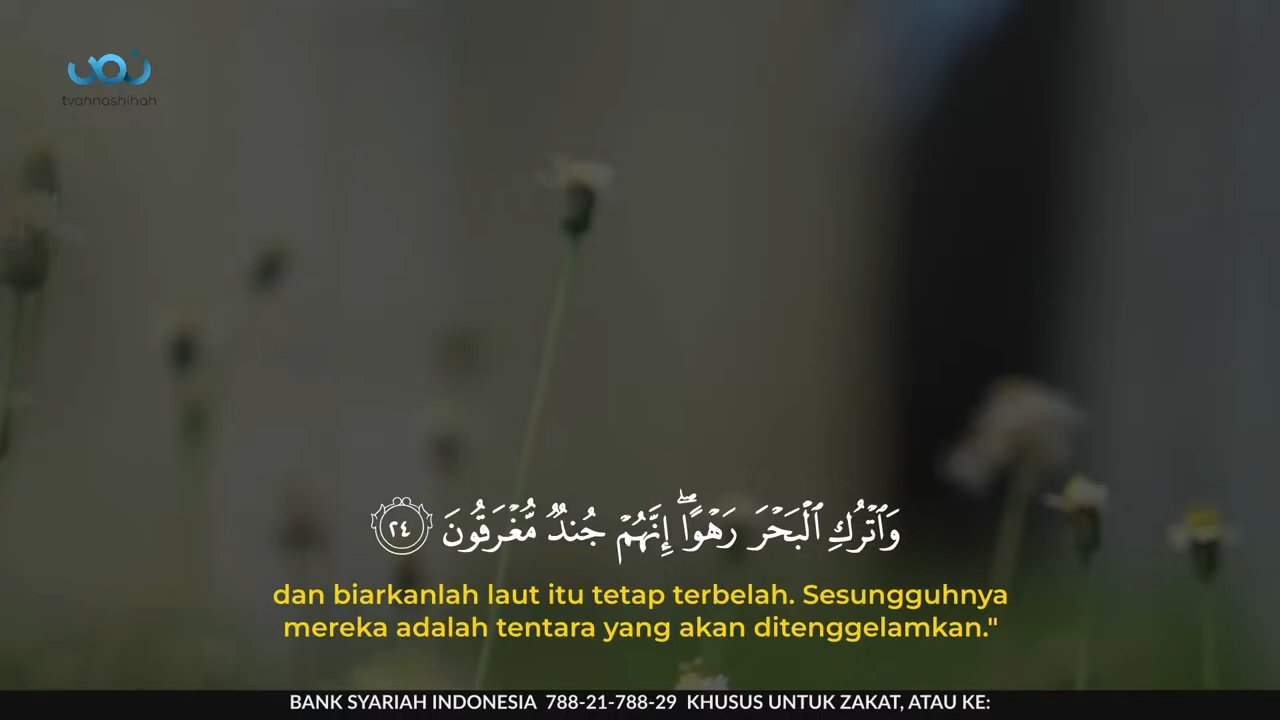 tvannashihah
وَٱتْرُكِ ٱلْبَحْرَ رَهْوًا ۖ إِنَّهُمْ جُندٌ مُّغْرَقُونَ ٢٤
dan biarkanlah laut itu tetap terbelah. Sesungguhnya
mereka adalah tentara yang akan ditenggelamkan."
BANK SYARIAH INDONESIA 788-21-788-29 KHUSUS UNTUK ZAKAT, ATAU KE: